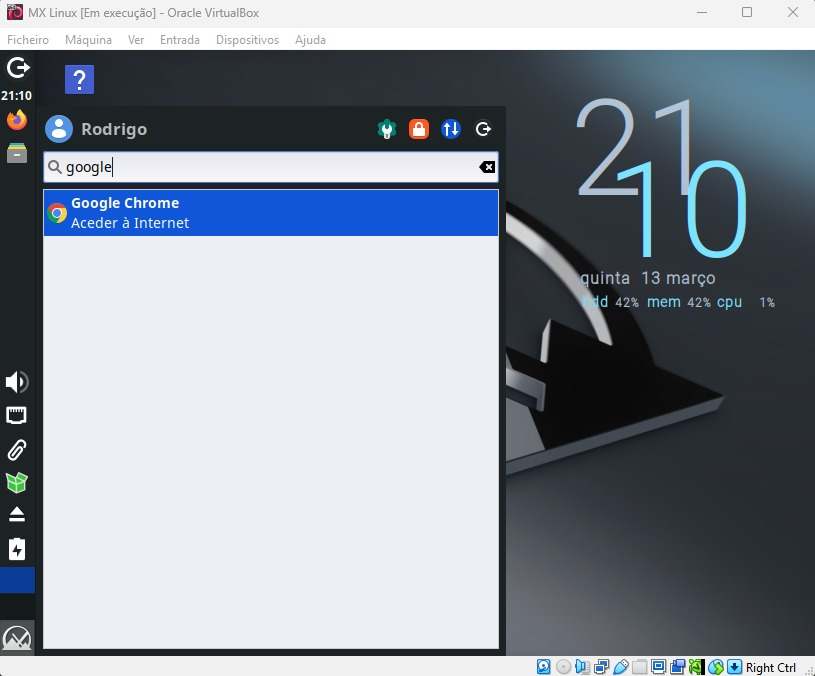 MX Linux [Em execução] - Oracle VirtualBox
Ficheiro Máquina Ver Entrada Dispositivos Ajuda
21:10
?
Rodrigo
google
Google Chrome
Aceder à Internet
21
10
quinta 13 março
hdd 42% mem 42% cpu 1%
Right Ctrl